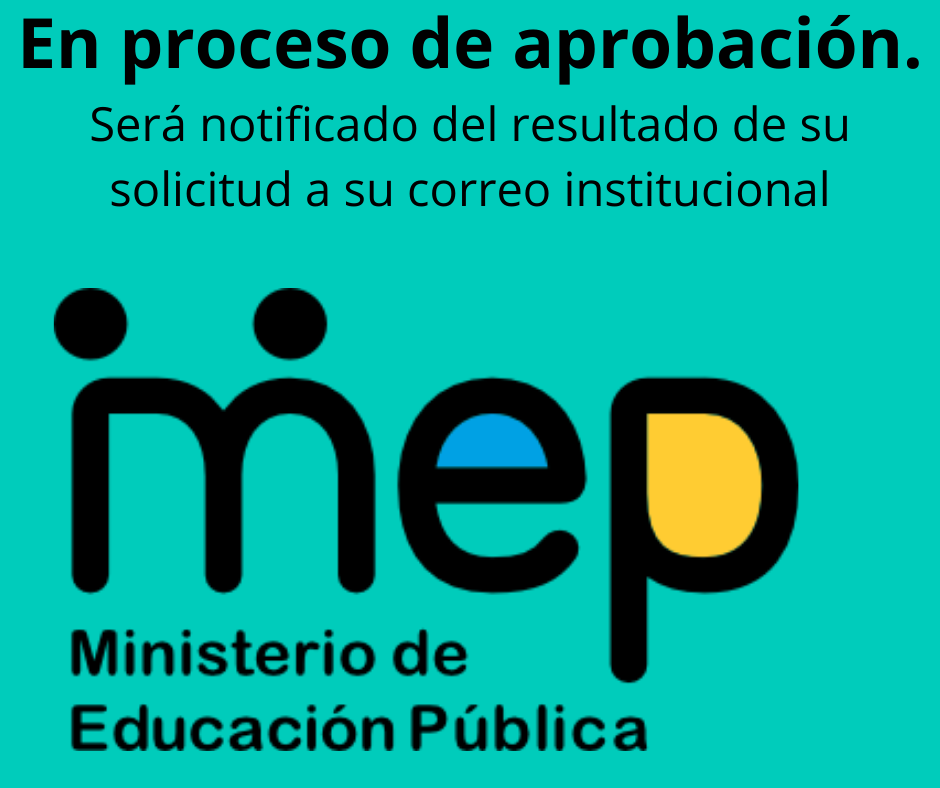 En proceso de aprobación.
Será notificado del resultado de su
solicitud a su correo institucional
mep
Ministerio de
Educación Pública